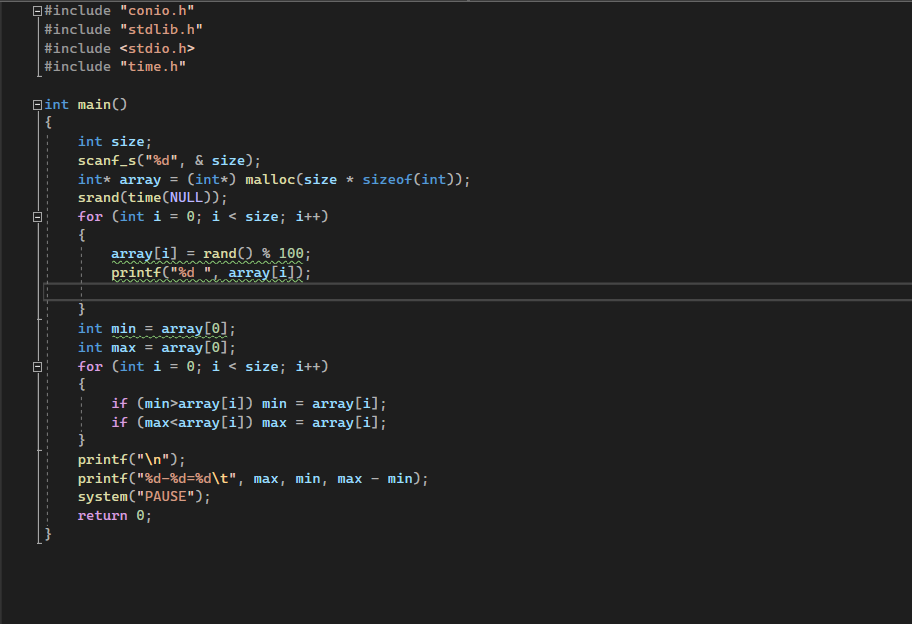 #include "conio.h"
#include "stdlib.h"
#include <stdio.h>
#include "time.h"
int main()
{
int size;
scanf_s("%d", & size);
int* array = (int*) malloc(size * sizeof(int));
srand(time(NULL));
for (int i = 0; i < size; i++)
{
array[i] = rand() % 100;
printf("%d ", array[i]);
}
int min = array[0];
int max = array[0];
for (int i = 0; i < size; i++)
{
if (min>array[i]) min = array[i];
if (max<array[i]) max = array[i];
}
printf("\n");
printf("%d-%d=%d\t", max, min, max - min);
system("PAUSE");
return 0;
}